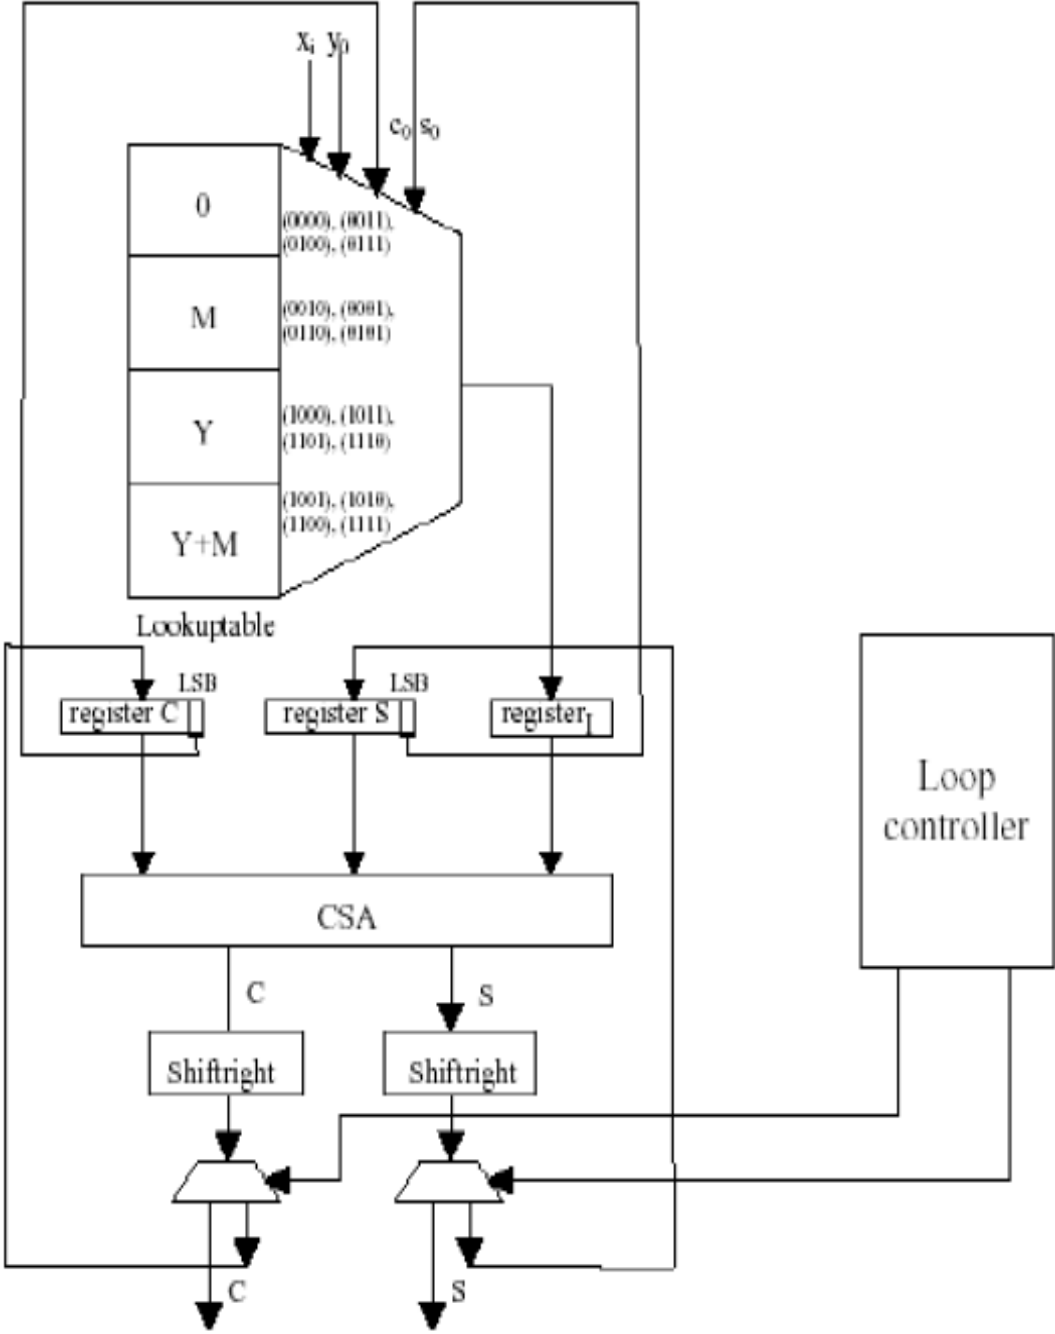 xᵢ y₀
c₀ s₀
0
(0000), (0011),
(0100), (0111)
M
(0010), (0001),
(0110), (0101)
Y
(1000), (1011),
(1101), (1110)
Y+M
(1001), (1010),
(1100), (1111)
Lookuptable
LSB
LSB
register C
register S
register I
Loop
controller
CSA
C
S
Shiftright
Shiftright
C
S